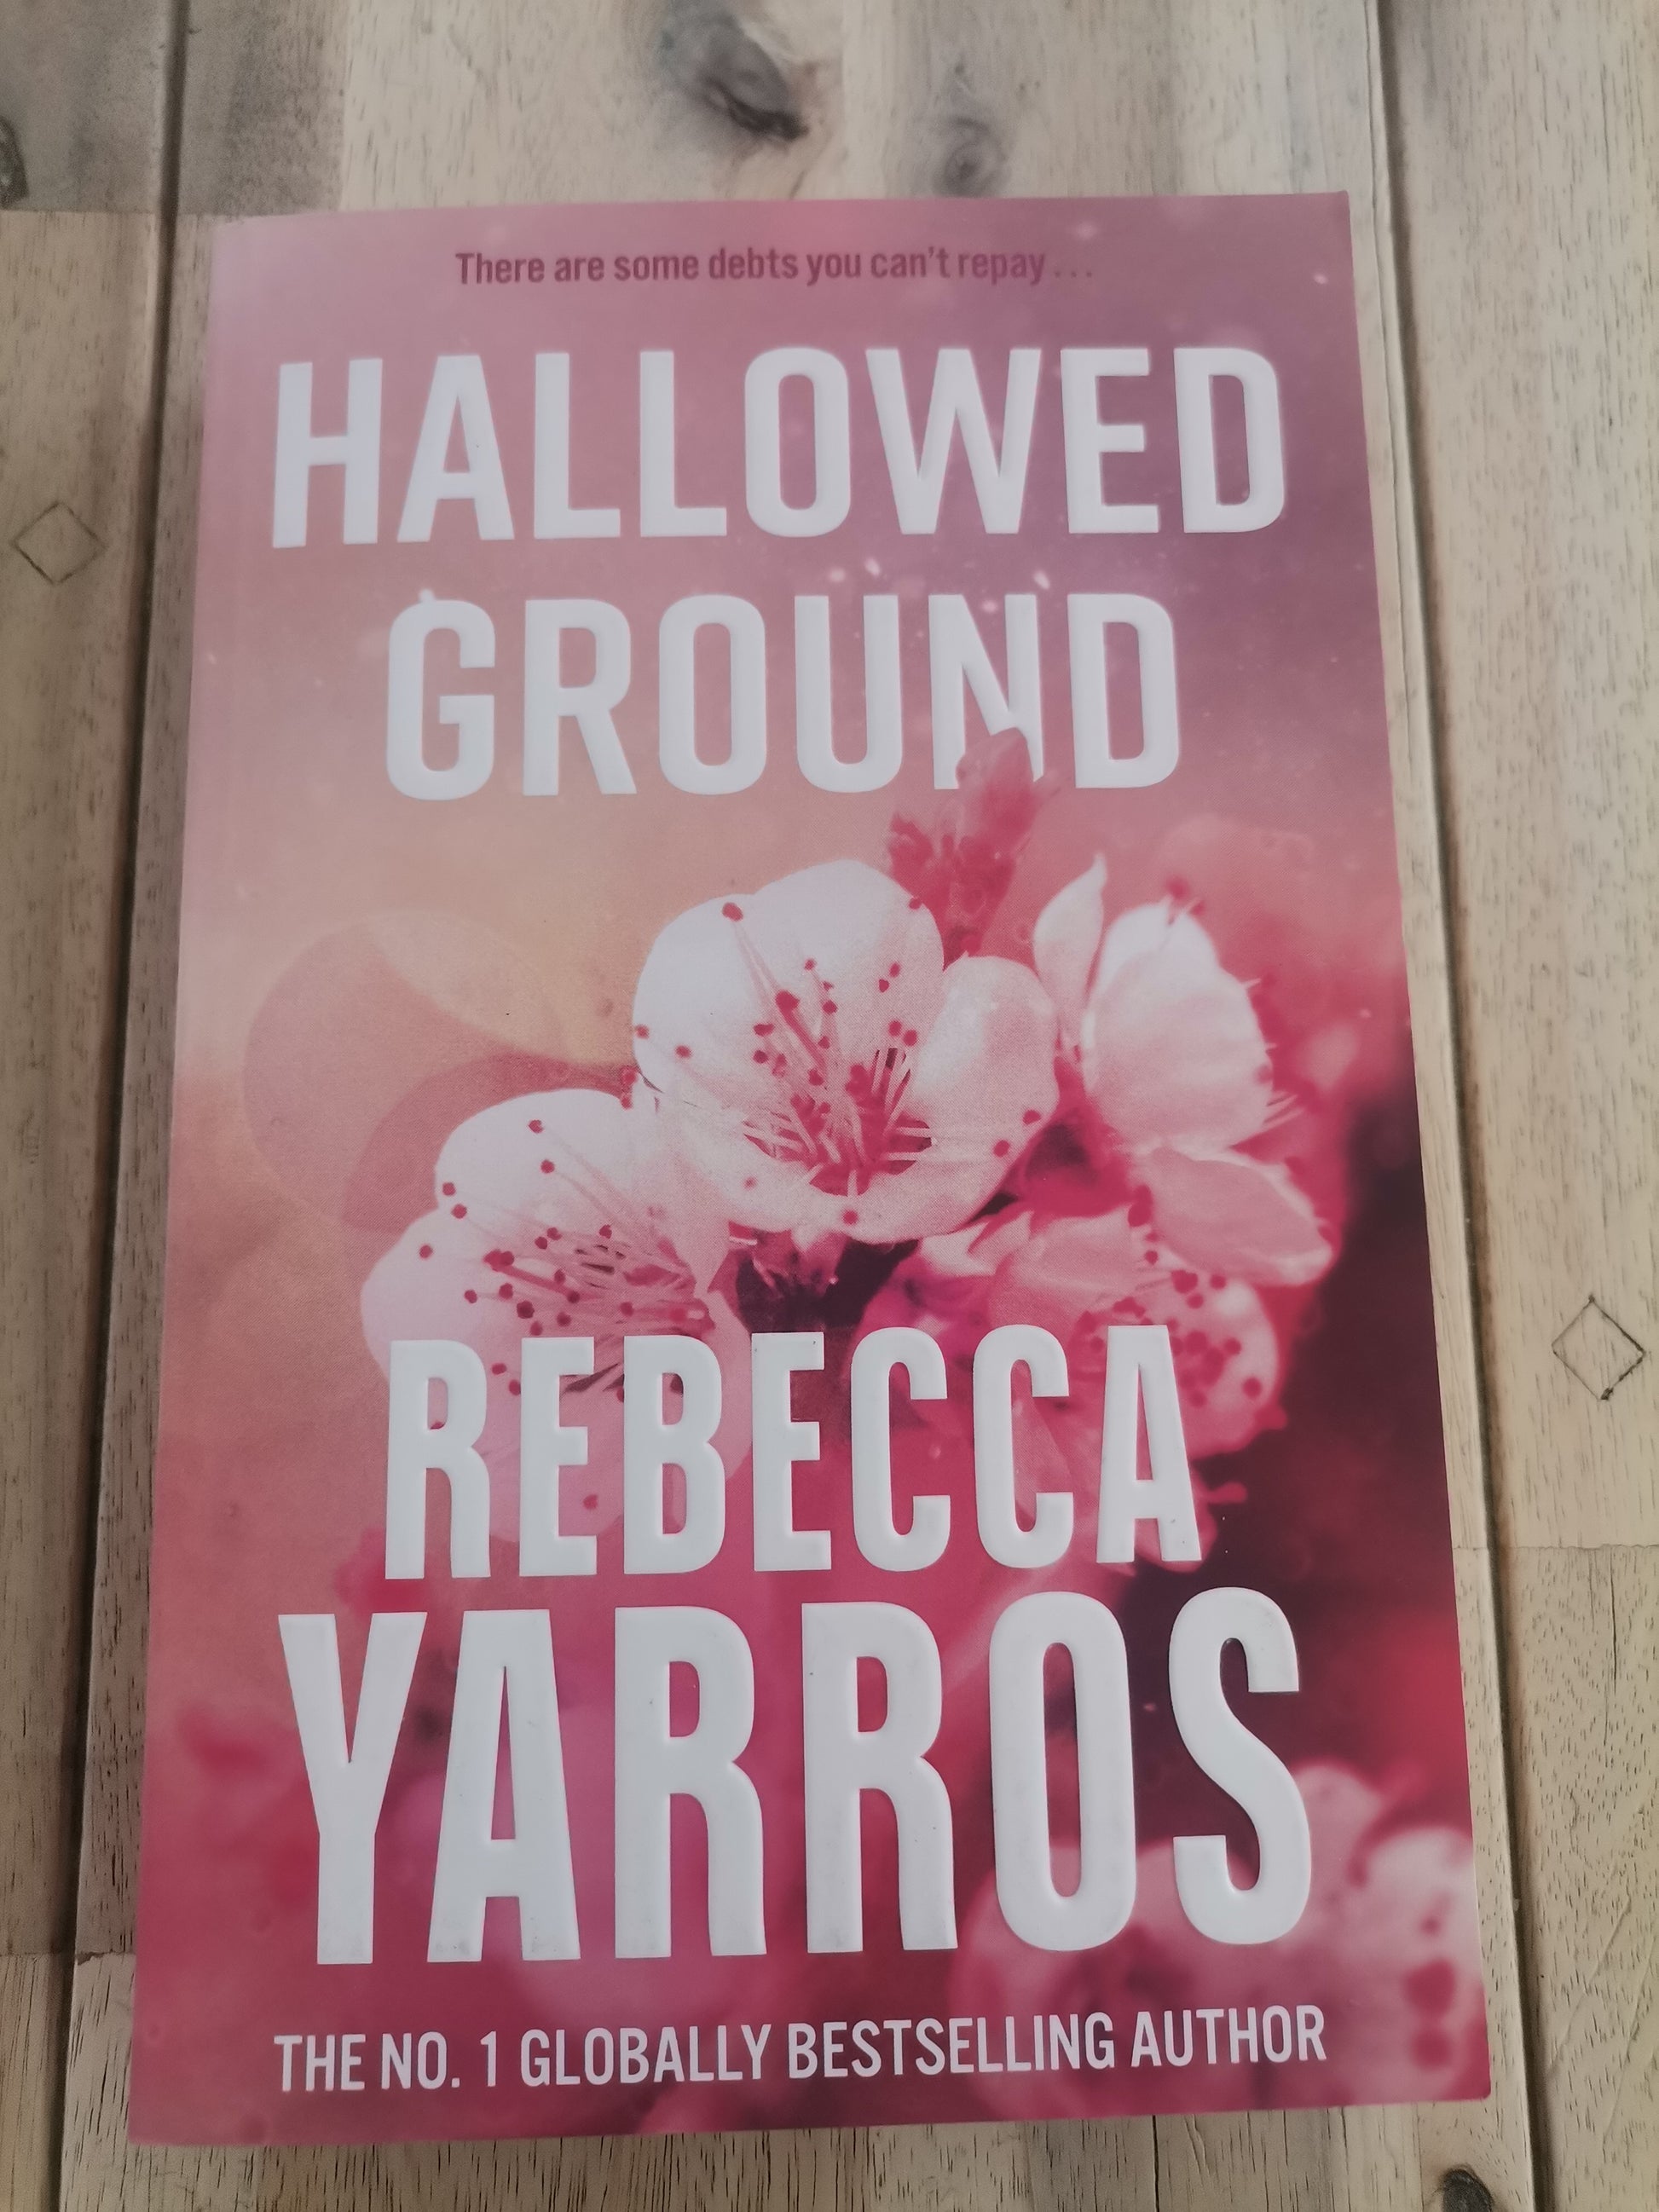 There are some debts you can't repay...
HALLOWED
GROUND
REBECCA
YARROS
THE NO. 1 GLOBALLY BESTSELLING AUTHOR